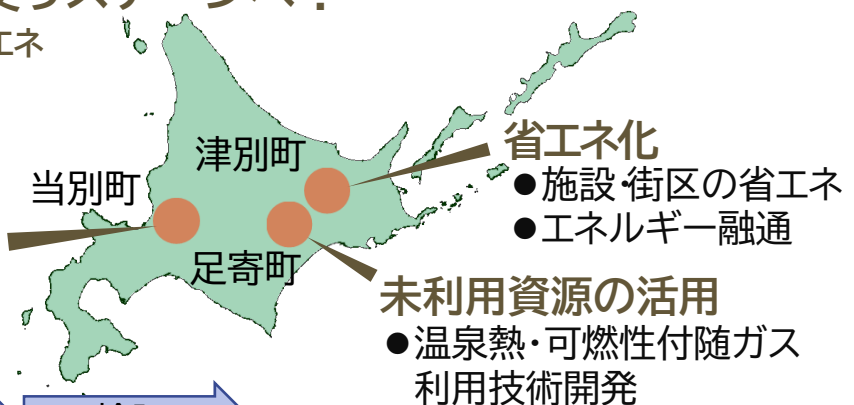 エネ
津別町
当別町
足寄町
省エネ化
●施設・街区の省エネ
●エネルギー融通
未利用資源の活用
●温泉熱・可燃性付随ガス
利用技術開発